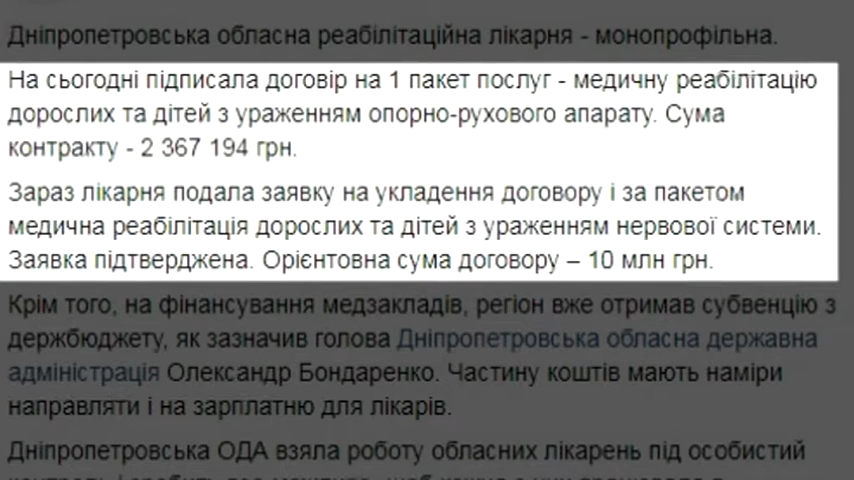 Дніпропетровська обласна реабілітаційна лікарня - монопрофільна.
На сьогодні підписала договір на 1 пакет послуг - медичну реабілітацію
дорослих та дітей з ураженням опорно-рухового апарату. Сума
контракту - 2 367 194 грн.
Зараз лікарня подала заявку на укладення договору і за пакетом
медична реабілітація дорослих та дітей з ураженням нервової системи.
Заявка підтверджена. Орієнтовна сума договору – 10 млн грн.
Крім того, на фінансування медзакладів, регіон вже отримав субвенцію з
держбюджету, як зазначив голова Дніпропетровська обласна державна
адміністрація Олександр Бондаренко. Частину коштів мають наміри
направляти і на зарплатню для лікарів.
Дніпропетровська ОДА взяла роботу обласних лікарень під особистий